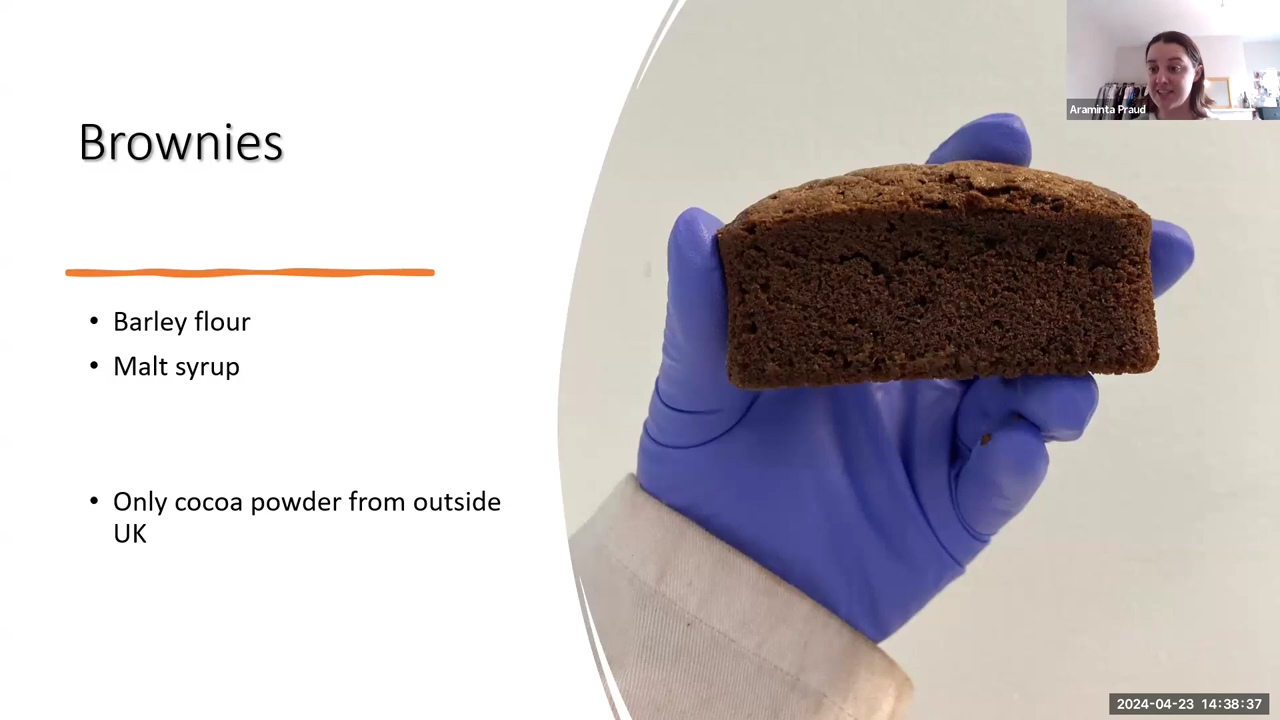 Araminta Praud
Brownies
• Barley flour
• Malt syrup
• Only cocoa powder from outside
UK
2024-04-23 14:38:37